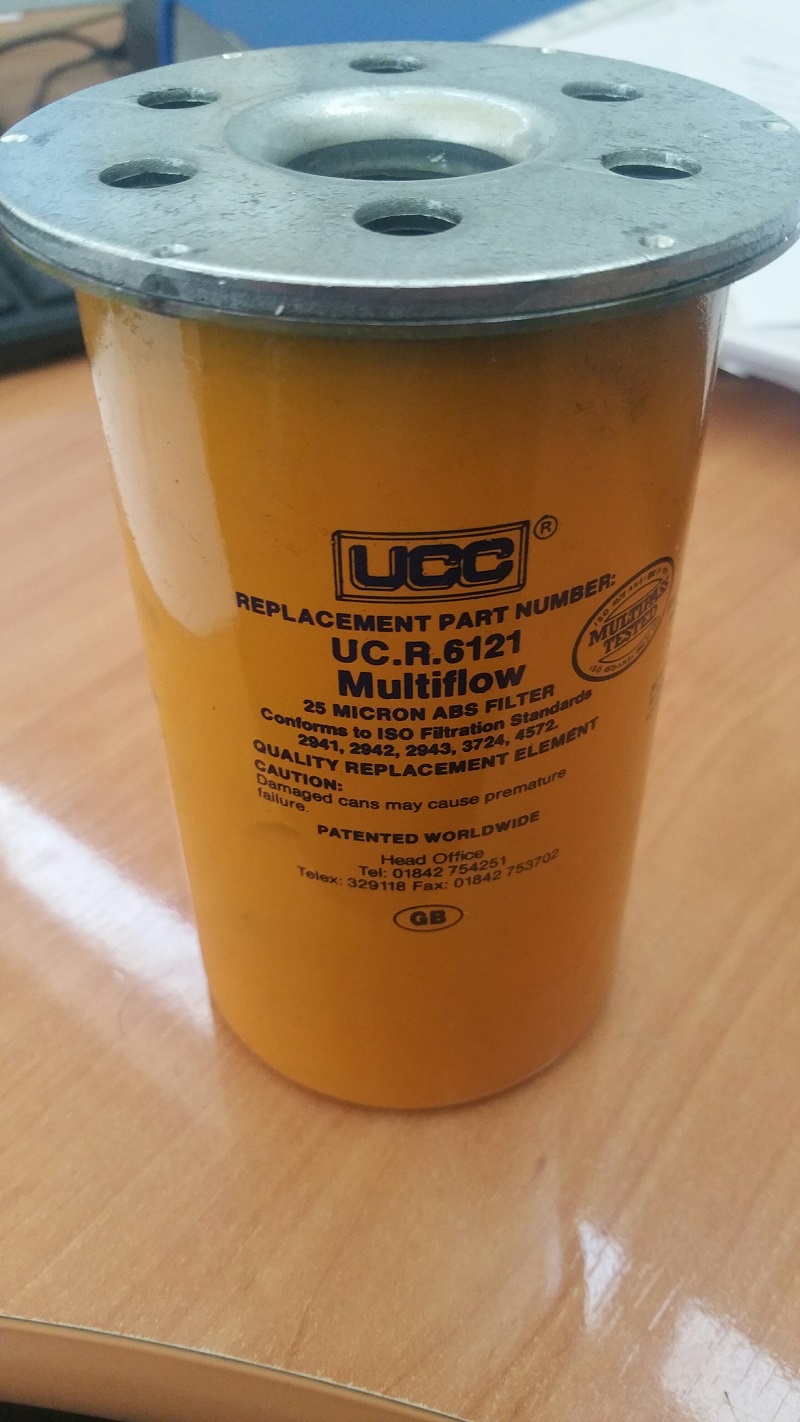 UCC®
REPLACEMENT PART NUMBER:
UC.R.6121
Multiflow
25 MICRON ABS FILTER
Conforms to ISO Filtration Standards
2941, 2942, 2943, 3724, 4572.
QUALITY REPLACEMENT ELEMENT
CAUTION:
Damaged cans may cause premature
failure.
PATENTED WORLDWIDE
Head Office
Tel: 01842 754251
Telex: 329118 Fax: 01842 753702
GB
MULTIPASS
TESTED